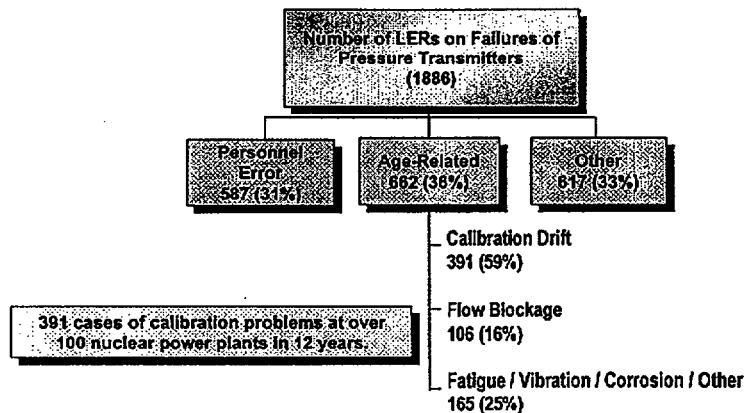 Number of LERs on Failures of
Pressure Transmitters
(1886)
Personnel
Error
587 (31%)
Age-Related
662 (36%)
Other
617 (33%)
Calibration Drift
391 (59%)
Flow Blockage
106 (16%)
Fatigue / Vibration / Corrosion / Other
165 (25%)
391 cases of calibration problems at over
100 nuclear power plants in 12 years.